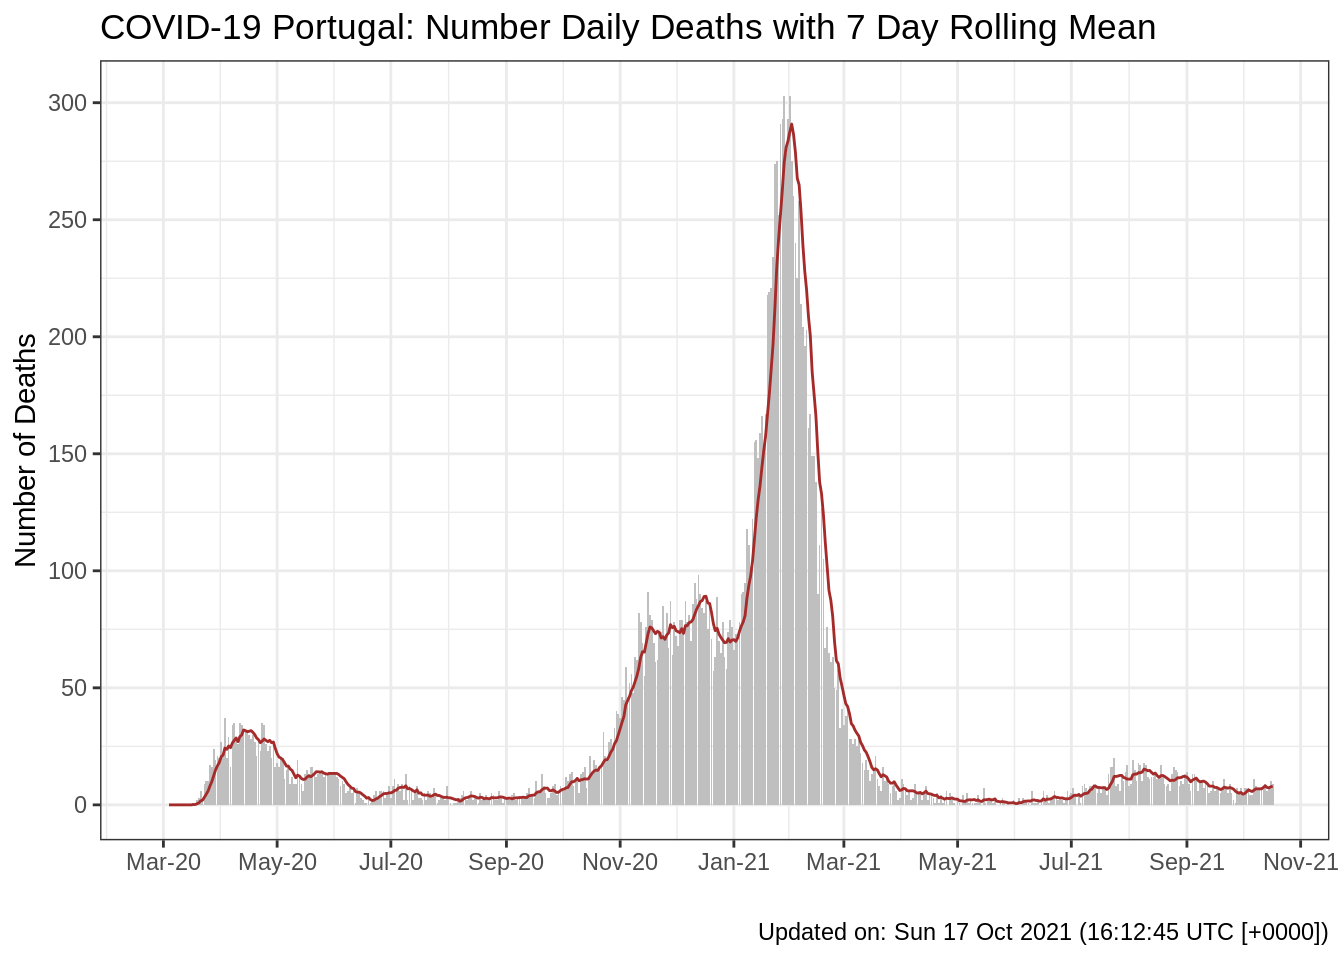 COVID-19 Portugal: Number Daily Deaths with 7 Day Rolling Mean
Number of Deaths
300
250
200
150
100
50
0
Mar-20 May-20 Jul-20 Sep-20 Nov-20 Jan-21 Mar-21 May-21 Jul-21 Sep-21 Nov-21
Updated on: Sun 17 Oct 2021 (16:12:45 UTC [+0000])